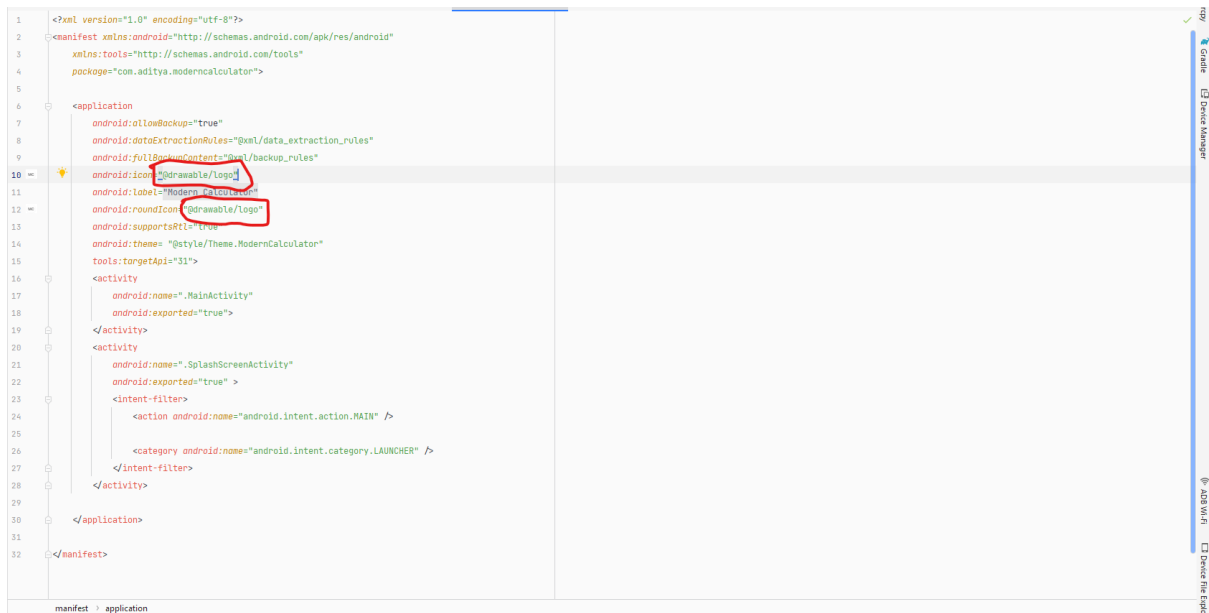 1 <?xml version="1.0" encoding="utf-8"?>
2 <manifest xmlns:android="http://schemas.android.com/apk/res/android"
3 xmlns:tools="http://schemas.android.com/tools"
4 package="com.aditya.moderncalculator">
5
6 <application
7 android:allowBackup="true"
8 android:dataExtractionRules="@xml/data_extraction_rules"
9 android:fullBackupContent="@xml/backup_rules"
10 android:icon="@drawable/logo"
11 android:label="Modern Calculator"
12 android:roundIcon="@drawable/logo"
13 android:supportsRtl="true"
14 android:theme= "@style/Theme.ModernCalculator"
15 tools:targetApi="31">
16 <activity
17 android:name=".MainActivity"
18 android:exported="true">
19 </activity>
20 <activity
21 android:name=".SplashScreenActivity"
22 android:exported="true" >
23 <intent-filter>
24 <action android:name="android.intent.action.MAIN" />
25
26 <category android:name="android.intent.category.LAUNCHER" />
27 </intent-filter>
28 </activity>
29
30 </application>
31
32 </manifest>
manifest › application
rcpy
Gradle
Device Manager
ADB Wi-Fi
Device File Explo